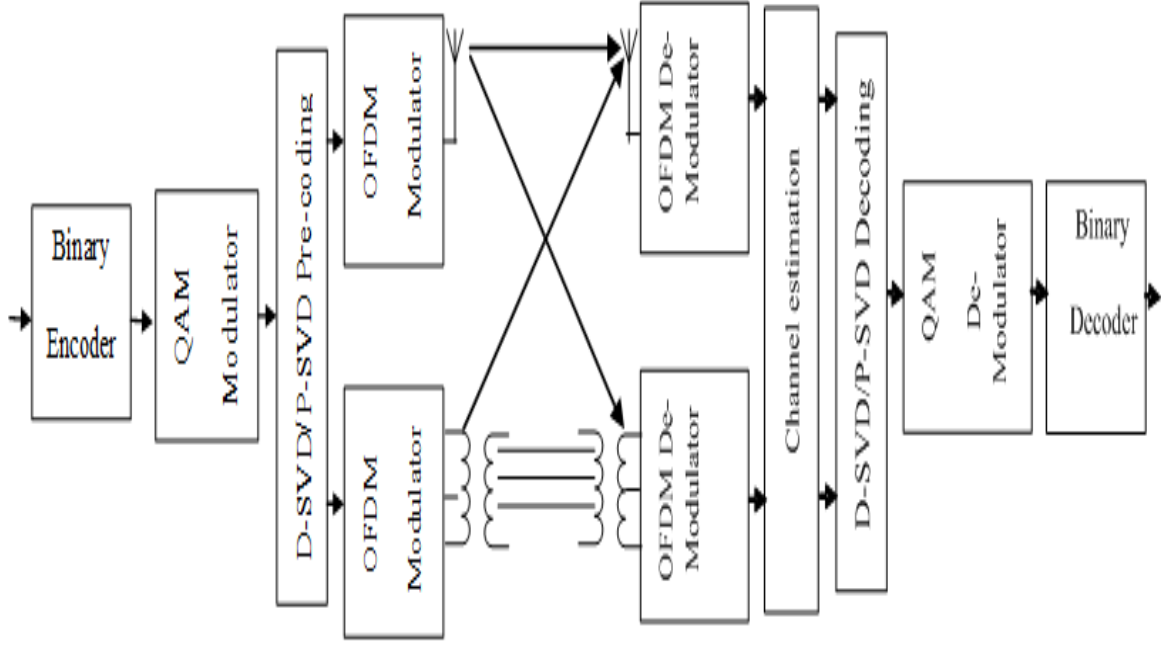 Binary
Encoder
QAM
Modulator
D-SVD/P-SVD Pre-coding
OFDM
Modulator
OFDM
Modulator
OFDM De-
Modulator
OFDM De-
Modulator
Channel estimation
D-SVD/P-SVD Decoding
QAM
De-
Modulator
Binary
Decoder